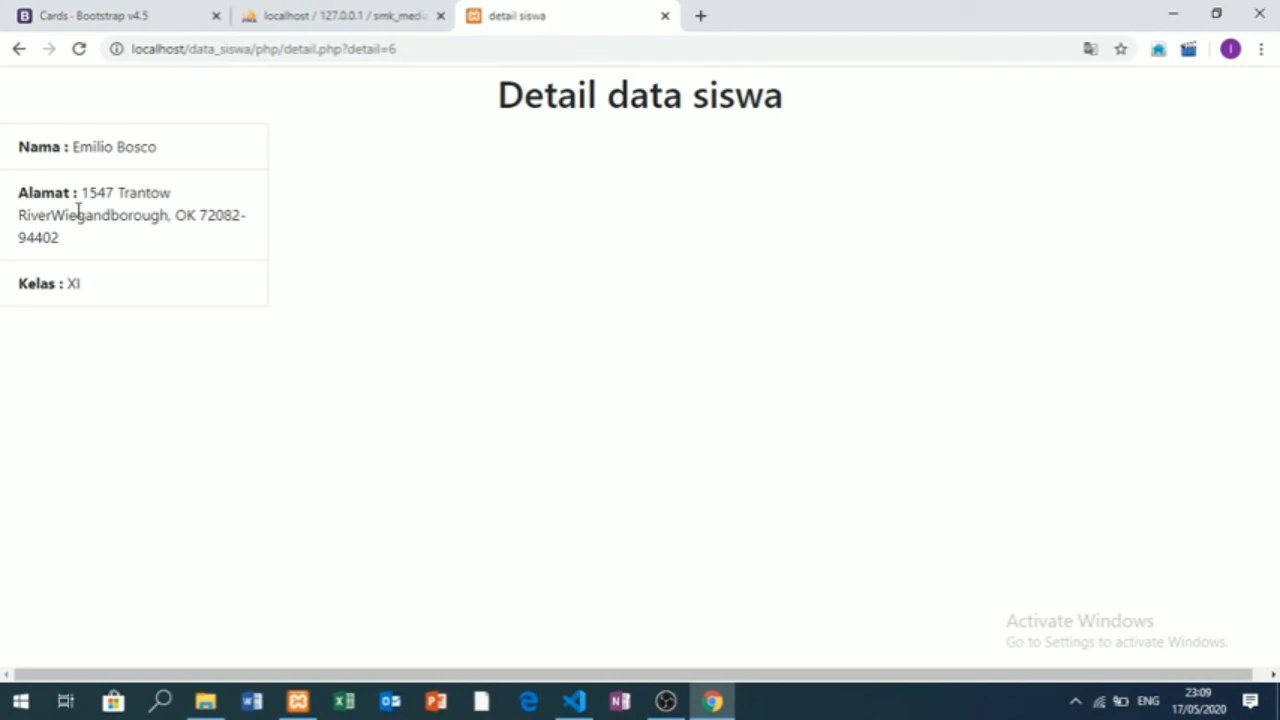 Cards · Bootstrap v4.5
localhost / 127.0.0.1 / smk_medi
detail siswa
localhost/data_siswa/php/detail.php?detail=6
I
Detail data siswa
Nama : Emilio Bosco
Alamat : 1547 Trantow
RiverWiegandborough, OK 72082-
94402
Kelas : XI
Activate Windows
Go to Settings to activate Windows.
ENG
23:09
17/05/2020